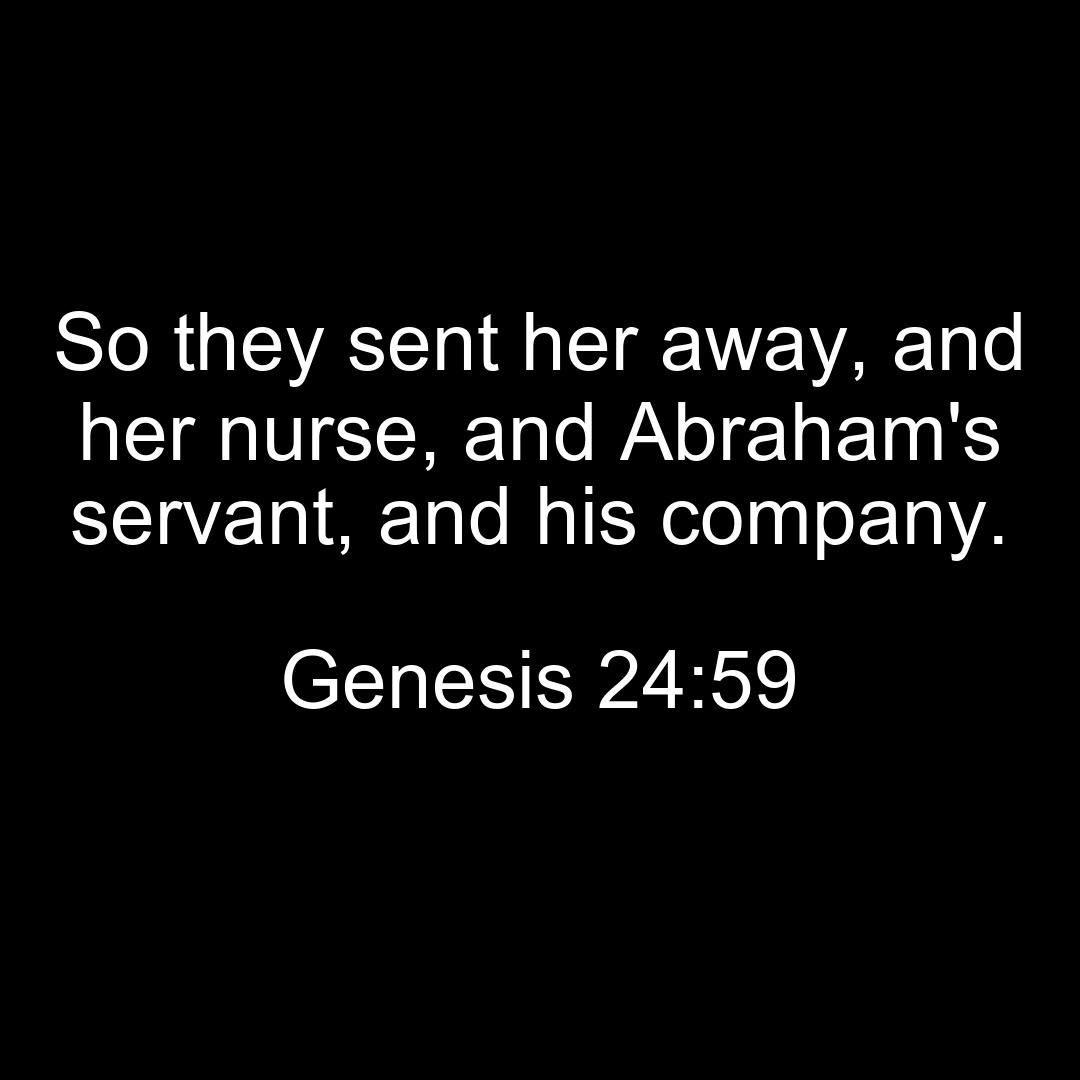 So they sent her away, and
her nurse, and Abraham's
servant, and his company.
Genesis 24:59